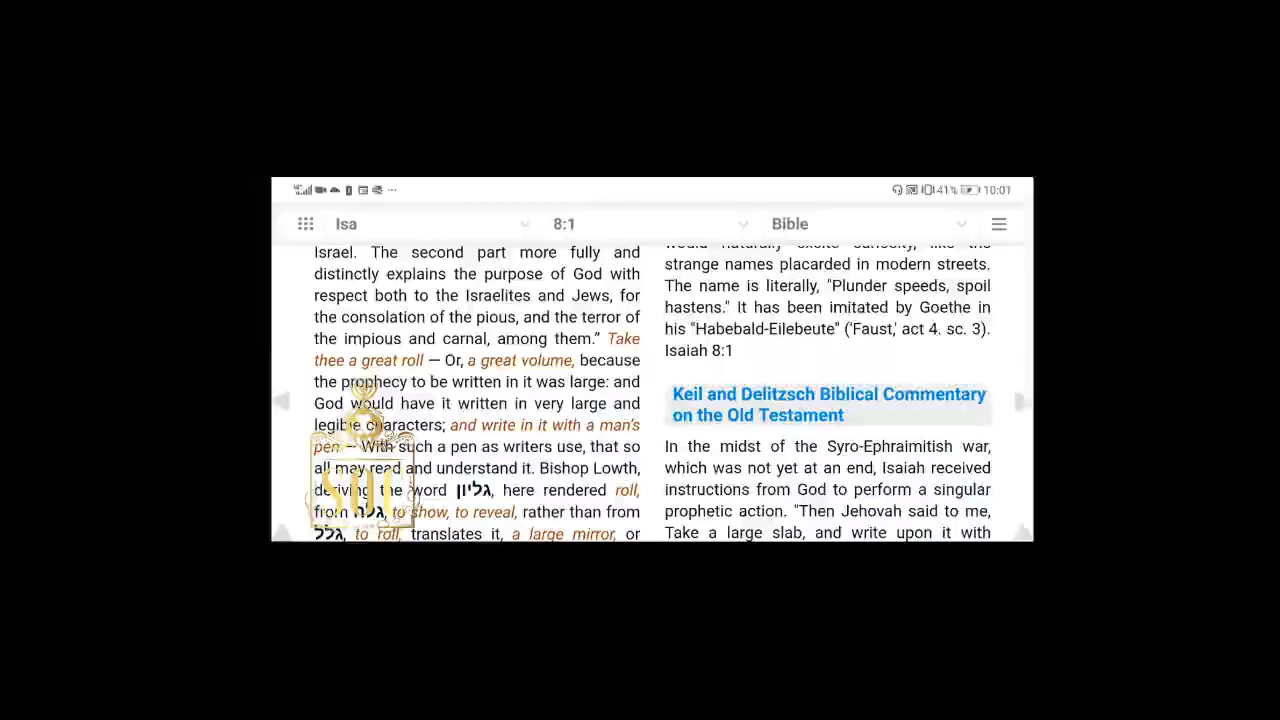 41% 10:01
Isa 8:1 Bible
Israel. The second part more fully and
distinctly explains the purpose of God with
respect both to the Israelites and Jews, for
the consolation of the pious, and the terror of
the impious and carnal, among them.” Take
thee a great roll — Or, a great volume, because
the prophecy to be written in it was large: and
God would have it written in very large and
legible characters; and write in it with a man’s
pen — With such a pen as writers use, that so
all may read and understand it. Bishop Lowth,
deriving the word גליון, here rendered roll,
from גלה, to show, to reveal, rather than from
גלל, to roll, translates it, a large mirror, or
SOC
would naturally excite curiosity, like the
strange names placarded in modern streets.
The name is literally, "Plunder speeds, spoil
hastens." It has been imitated by Goethe in
his "Habebald-Eilebeute" ('Faust,' act 4. sc. 3).
Isaiah 8:1
Keil and Delitzsch Biblical Commentary
on the Old Testament
In the midst of the Syro-Ephraimitish war,
which was not yet at an end, Isaiah received
instructions from God to perform a singular
prophetic action. "Then Jehovah said to me,
Take a large slab, and write upon it with